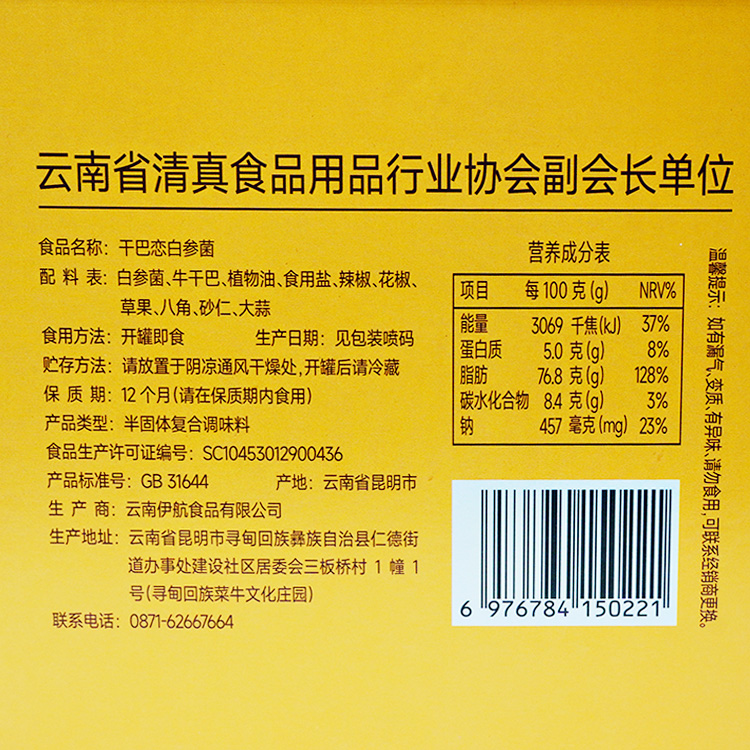 云南省清真食品用品行业协会副会长单位
食品名称：干巴恋白参菌
配 料 表：白参菌、牛干巴、植物油、食用盐、辣椒、花椒、
草果、八角、砂仁、大蒜
食用方法：开罐即食 生产日期：见包装喷码
贮存方法：请放置于阴凉通风干燥处，开罐后请冷藏
保 质 期：12个月(请在保质期内食用)
产品类型：半固体复合调味料
食品生产许可证编号：SC10453012900436
产品标准号：GB 31644 产地：云南省昆明市
生 产 商：云南伊航食品有限公司
生产地址：云南省昆明市寻甸回族彝族自治县仁德街
道办事处建设社区居委会三板桥村 1 幢 1
号(寻甸回族菜牛文化庄园)
联系电话：0871-62667664
营养成分表
项目 每100克(g) NRV%
能量 3069 千焦(kJ) 37%
蛋白质 5.0 克(g) 8%
脂肪 76.8 克(g) 128%
碳水化合物 8.4 克(g) 3%
钠 457 毫克(mg) 23%
6 976784 150221
温馨提示：如有漏气、变质、有异味、请勿食用，可联系经销商更换。